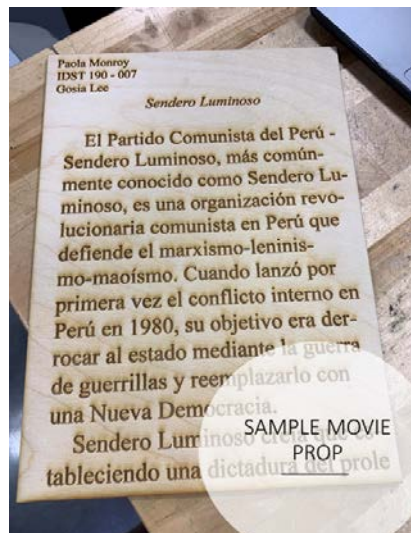 Paola Monroy
IDST 190 - 007
Gosia Lee
Sendero Luminoso
El Partido Comunista del Perú -
Sendero Luminoso, más común-
mente conocido como Sendero Lu-
minoso, es una organización revo-
lucionaria comunista en Perú que
defiende el marxismo-leninis-
mo-maoísmo. Cuando lanzó por
primera vez el conflicto interno en
Perú en 1980, su objetivo era der-
rocar al estado mediante la guerra
de guerrillas y reemplazarlo con
una Nueva Democracia.
Sendero Luminoso creía que es-
tableciendo una dictadura del prole
SAMPLE MOVIE
PROP